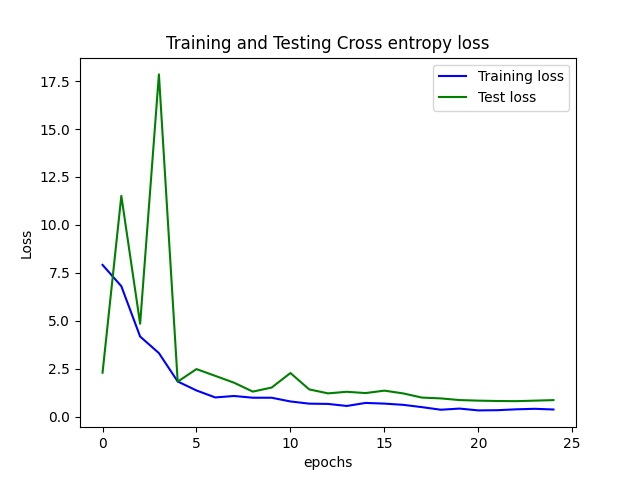 Training and Testing Cross entropy loss
Training loss
Test loss
17.5
15.0
12.5
10.0
7.5
5.0
2.5
0.0
Loss
0 5 10 15 20 25
epochs